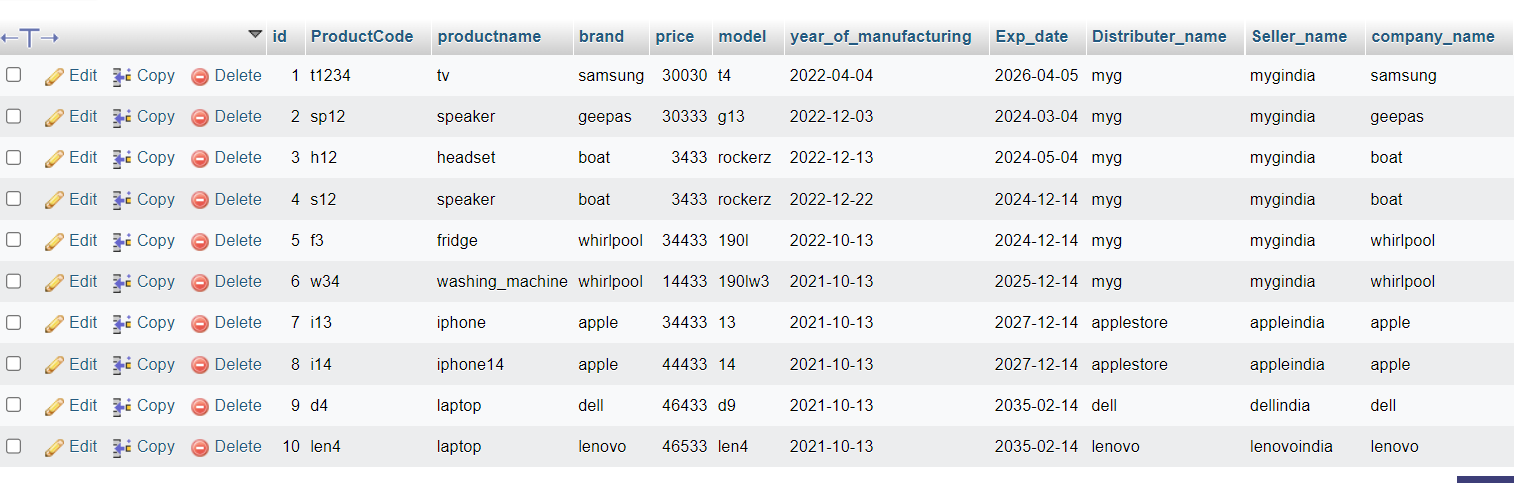 id ProductCode productname brand price model year_of_manufacturing Exp_date Distributer_name Seller_name company_name
Edit Copy Delete 1 t1234 tv samsung 30030 t4 2022-04-04 2026-04-05 myg mygindia samsung
Edit Copy Delete 2 sp12 speaker geepas 30333 g13 2022-12-03 2024-03-04 myg mygindia geepas
Edit Copy Delete 3 h12 headset boat 3433 rockerz 2022-12-13 2024-05-04 myg mygindia boat
Edit Copy Delete 4 s12 speaker boat 3433 rockerz 2022-12-22 2024-12-14 myg mygindia boat
Edit Copy Delete 5 f3 fridge whirlpool 34433 190l 2022-10-13 2024-12-14 myg mygindia whirlpool
Edit Copy Delete 6 w34 washing_machine whirlpool 14433 190lw3 2021-10-13 2025-12-14 myg mygindia whirlpool
Edit Copy Delete 7 i13 iphone apple 34433 13 2021-10-13 2027-12-14 applestore appleindia apple
Edit Copy Delete 8 i14 iphone14 apple 44433 14 2021-10-13 2027-12-14 applestore appleindia apple
Edit Copy Delete 9 d4 laptop dell 46433 d9 2021-10-13 2035-02-14 dell dellindia dell
Edit Copy Delete 10 len4 laptop lenovo 46533 len4 2021-10-13 2035-02-14 lenovo lenovoindia lenovo